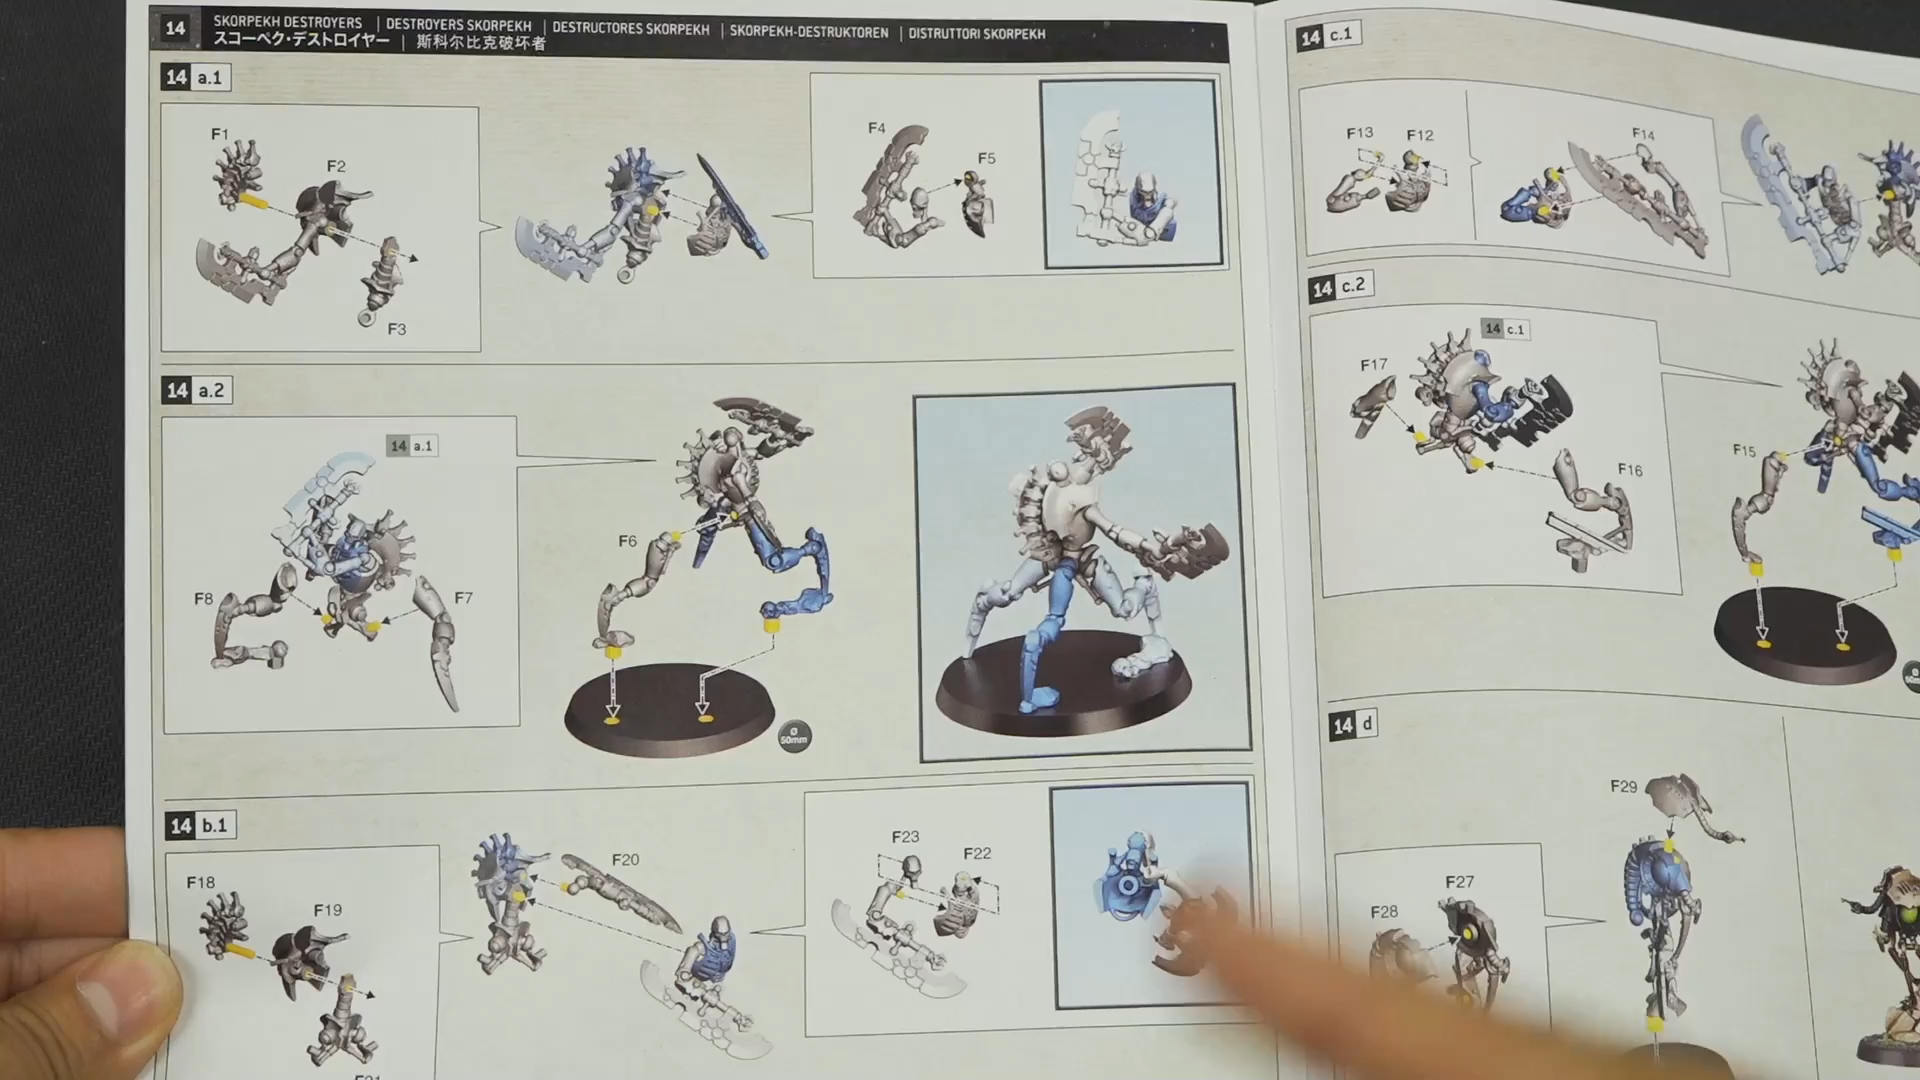 14 SKORPEKH DESTROYERS | DESTROYERS SKORPEKH | DESTRUCTORES SKORPEKH | SKORPEKH-DESTRUKTOREN | DISTRUTTORI SKORPEKH
スコーペク・デストロイヤー | 斯科尔比克破坏者
14 a.1
F1
F2
F3
F4
F5
14 a.2
14 a.1
F8
F7
F6
Ø
50mm
14 b.1
F18
F19
F20
F23
F22
14 c.1
F13
F12
F14
14 c.2
14 c.1
F17
F16
F15
14 d
F29
F27
F28